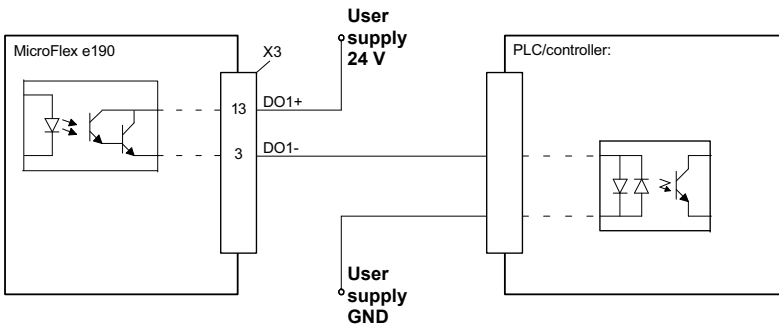 User
supply
24 V
MicroFlex e190
X3
PLC/controller:
13
DO1+
3
DO1-
User
supply
GND